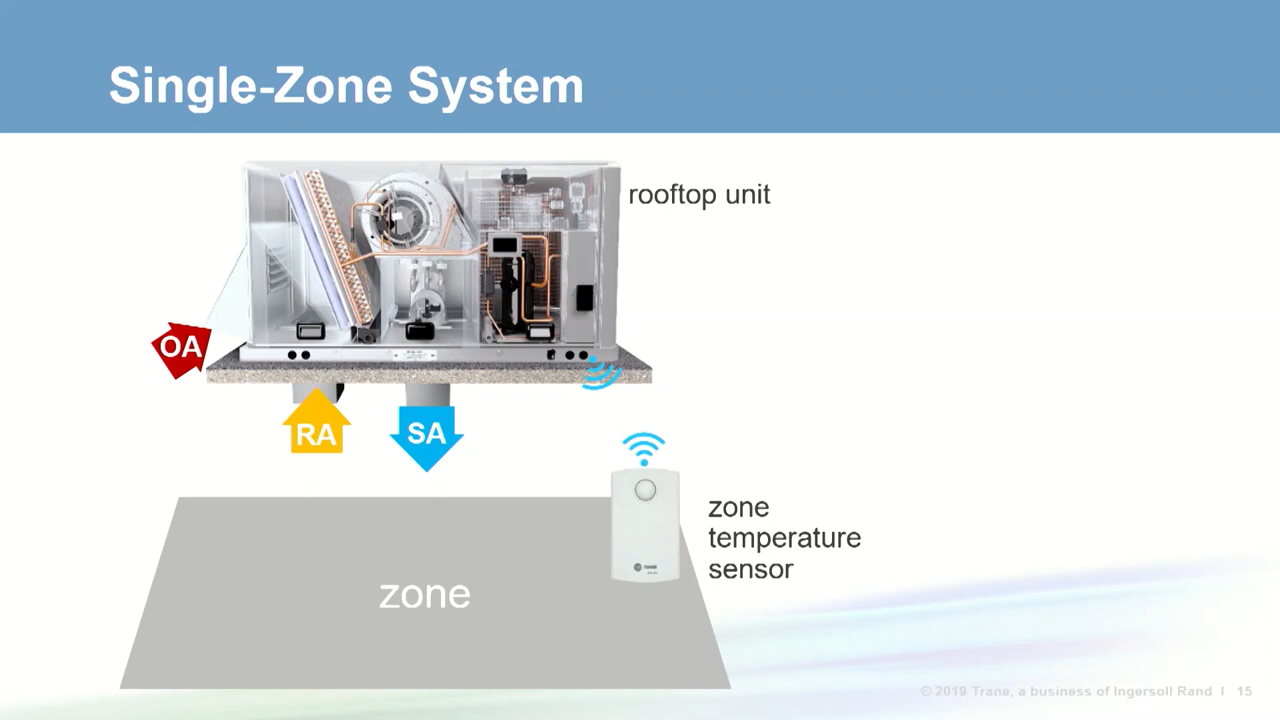 Single-Zone System
rooftop unit
OA
RA
SA
zone
temperature
sensor
TRANE
zone
© 2019 Trane, a business of Ingersoll Rand | 15